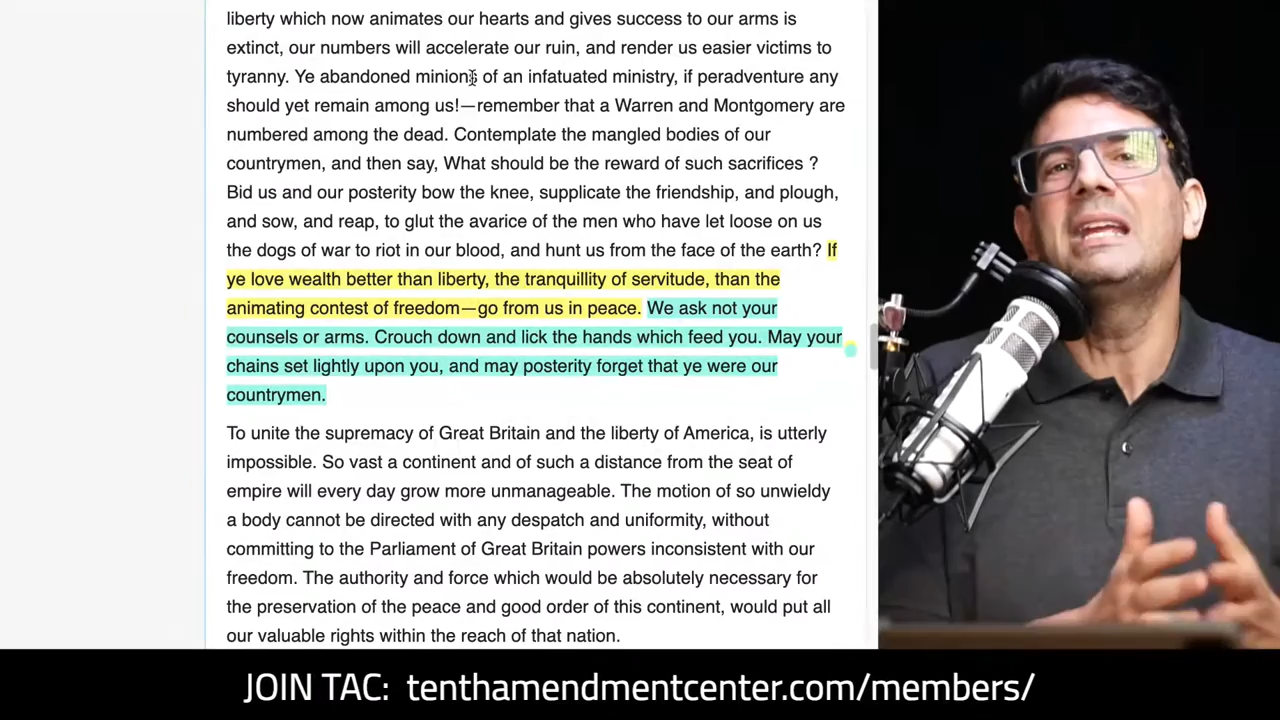 liberty which now animates our hearts and gives success to our arms is
extinct, our numbers will accelerate our ruin, and render us easier victims to
tyranny. Ye abandoned minions of an infatuated ministry, if peradventure any
should yet remain among us!—remember that a Warren and Montgomery are
numbered among the dead. Contemplate the mangled bodies of our
countrymen, and then say, What should be the reward of such sacrifices ?
Bid us and our posterity bow the knee, supplicate the friendship, and plough,
and sow, and reap, to glut the avarice of the men who have let loose on us
the dogs of war to riot in our blood, and hunt us from the face of the earth? If
ye love wealth better than liberty, the tranquillity of servitude, than the
animating contest of freedom—go from us in peace. We ask not your
counsels or arms. Crouch down and lick the hands which feed you. May your
chains set lightly upon you, and may posterity forget that ye were our
countrymen.
To unite the supremacy of Great Britain and the liberty of America, is utterly
impossible. So vast a continent and of such a distance from the seat of
empire will every day grow more unmanageable. The motion of so unwieldy
a body cannot be directed with any despatch and uniformity, without
committing to the Parliament of Great Britain powers inconsistent with our
freedom. The authority and force which would be absolutely necessary for
the preservation of the peace and good order of this continent, would put all
our valuable rights within the reach of that nation.
JOIN TAC: tenthamendmentcenter.com/members/